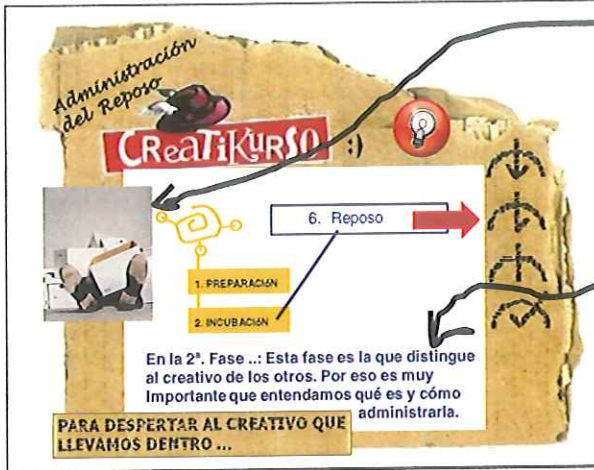 Administración
del Reposo
CReaTiKuRSO :)
6. Reposo
1. PREPARACIÓN
2. INCUBACIÓN
En la 2ª. Fase ..: Esta fase es la que distingue
al creativo de los otros. Por eso es muy
Importante que entendamos qué es y cómo
administrarla.
PARA DESPERTAR AL CREATIVO QUE
LLEVAMOS DENTRO ...